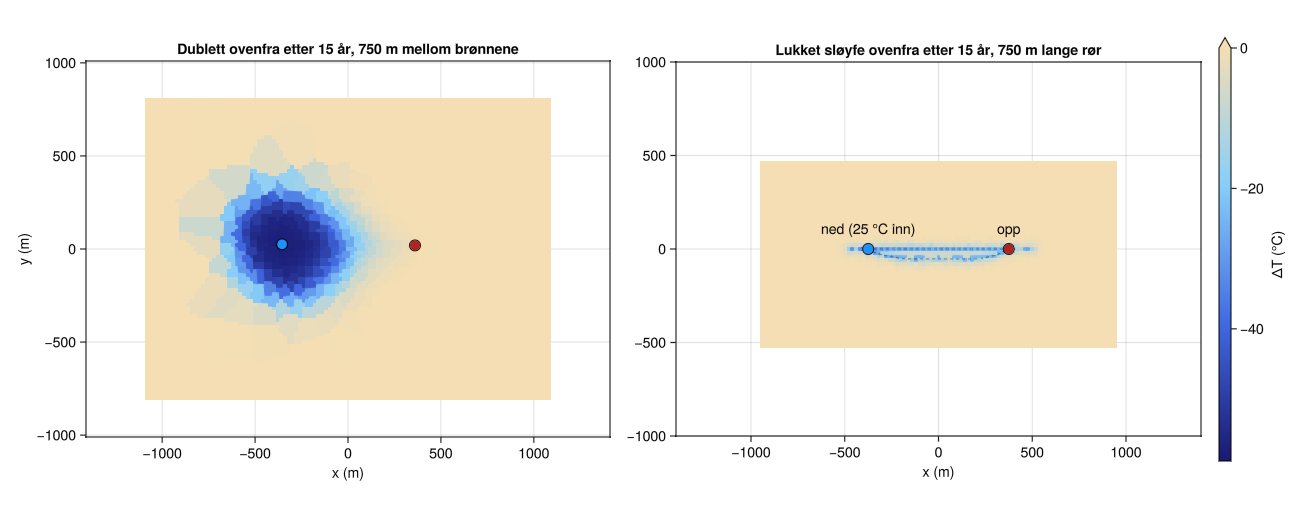 Dublett ovenfra etter 15 år, 750 m mellom brønnene
1000
500
0
−500
−1000
y (m)
−1000
−500
0
500
1000
x (m)
Lukket sløyfe ovenfra etter 15 år, 750 m lange rør
1000
500
0
−500
−1000
ned (25 °C inn)
opp
−1000
−500
0
500
1000
x (m)
0
−20
−40
ΔT (°C)